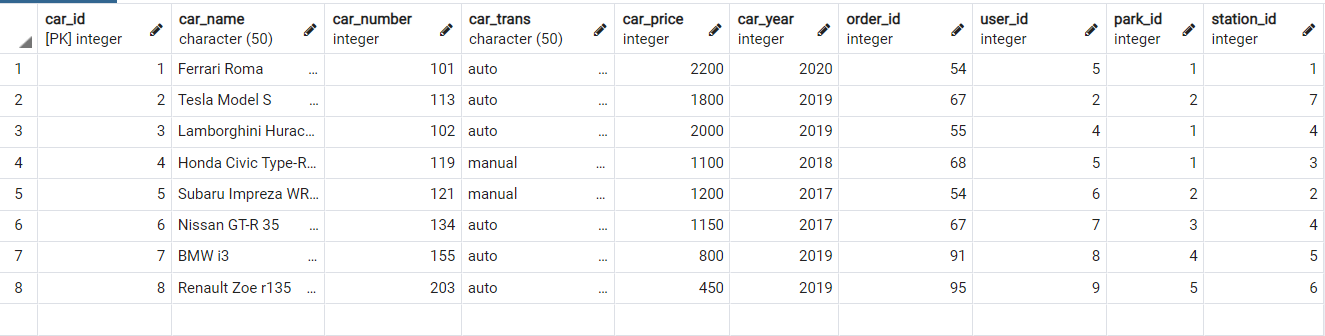 car_id car_name car_number car_trans car_price car_year order_id user_id park_id station_id
[PK] integer character (50) integer character (50) integer integer integer integer integer integer
1 1 Ferrari Roma ... 101 auto ... 2200 2020 54 5 1 1
2 2 Tesla Model S ... 113 auto ... 1800 2019 67 2 2 7
3 3 Lamborghini Hurac... 102 auto ... 2000 2019 55 4 1 4
4 4 Honda Civic Type-R... 119 manual ... 1100 2018 68 5 1 3
5 5 Subaru Impreza WR... 121 manual ... 1200 2017 54 6 2 2
6 6 Nissan GT-R 35 ... 134 auto ... 1150 2017 67 7 3 4
7 7 BMW i3 ... 155 auto ... 800 2019 91 8 4 5
8 8 Renault Zoe r135 ... 203 auto ... 450 2019 95 9 5 6